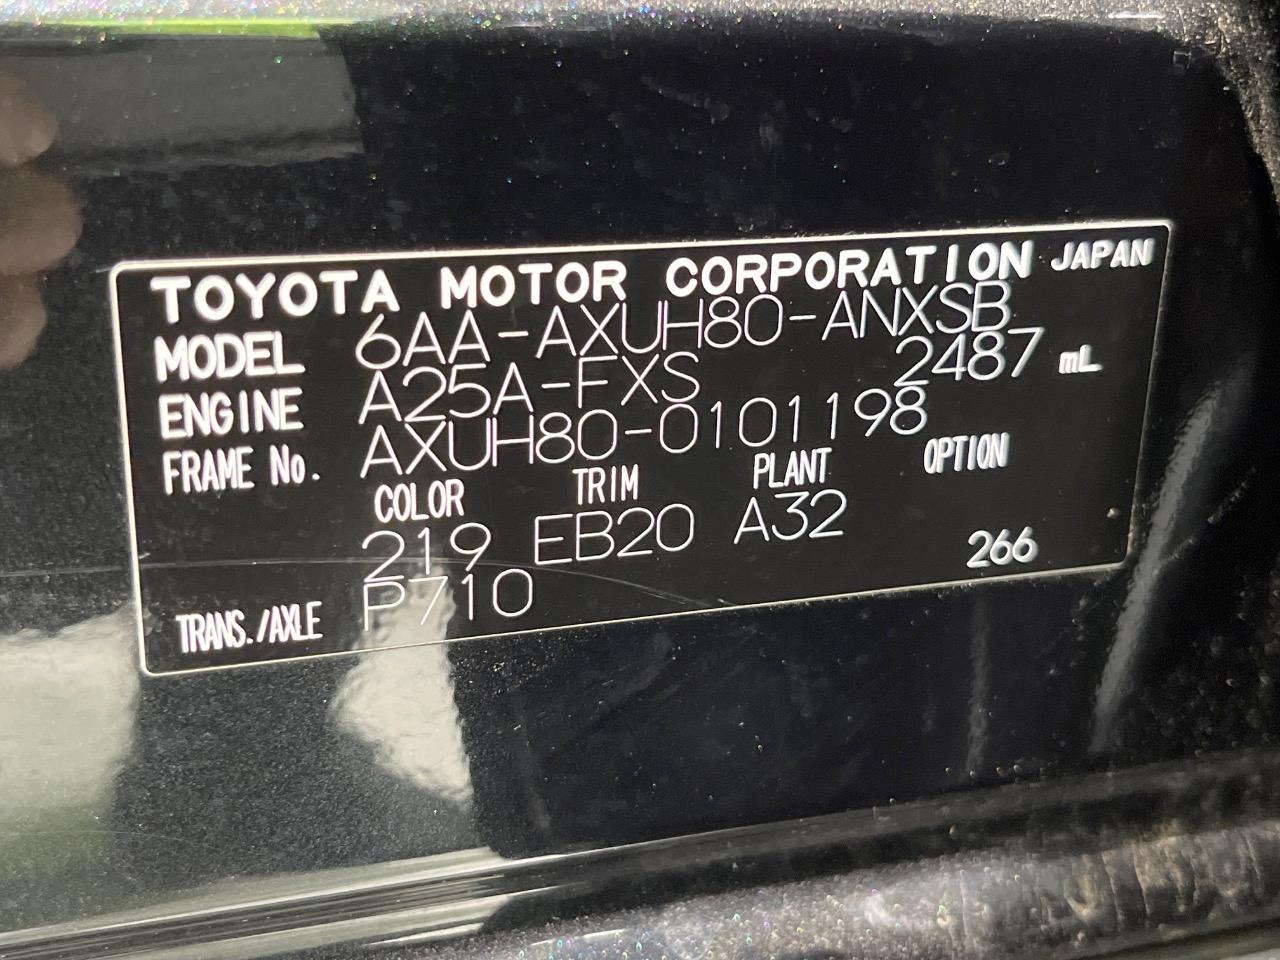 TOYOTA MOTOR CORPORATION JAPAN
MODEL 6AA-AXUH80-ANXSB
ENGINE A25A-FXS 2487 mL
FRAME No. AXUH80-0101198
COLOR TRIM PLANT OPTION
219 EB20 A32
266
TRANS./AXLE P710